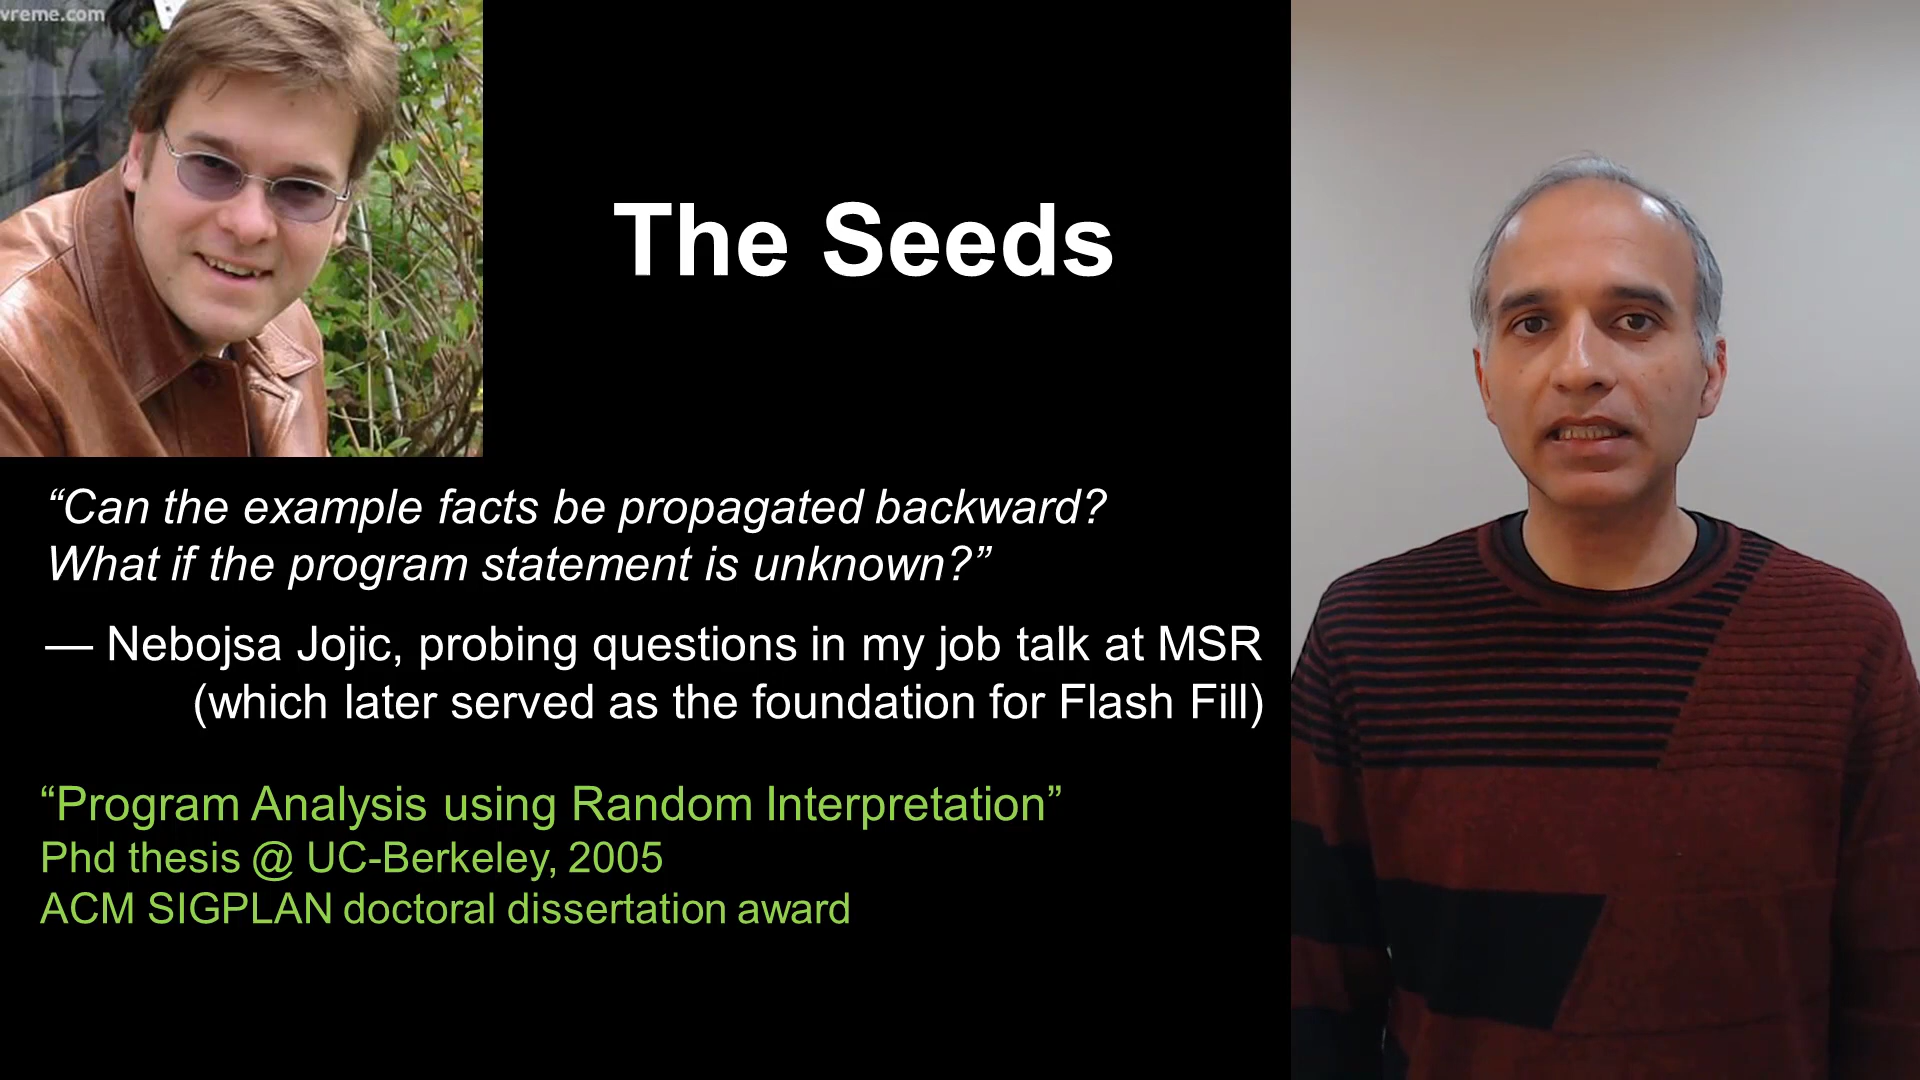 vreme.com
The Seeds
“Can the example facts be propagated backward?
What if the program statement is unknown?”
— Nebojsa Jojic, probing questions in my job talk at MSR
(which later served as the foundation for Flash Fill)
“Program Analysis using Random Interpretation”
Phd thesis @ UC-Berkeley, 2005
ACM SIGPLAN doctoral dissertation award